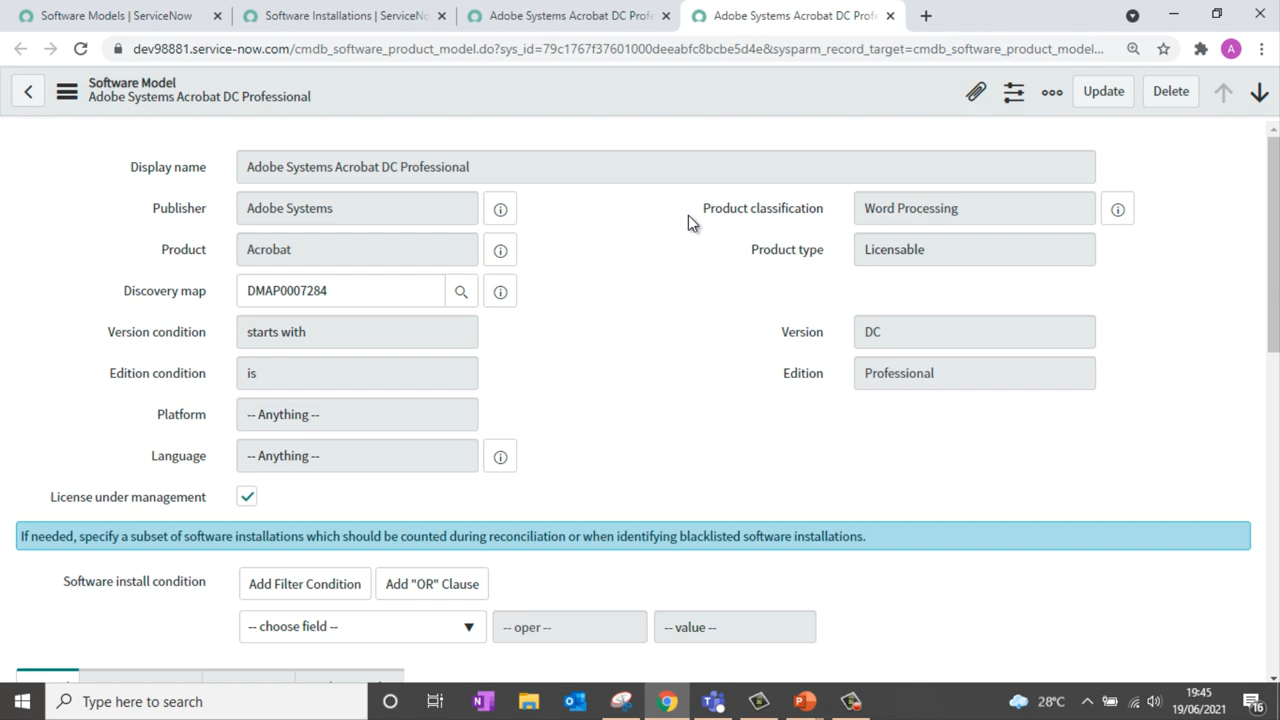 Software Models | ServiceNow
Software Installations | ServiceNo
Adobe Systems Acrobat DC Profe
Adobe Systems Acrobat DC Profe
dev98881.service-now.com/cmdb_software_product_model.do?sys_id=79c1767f37601000deeabfc8bcbe5d4e&sysparm_record_target=cmdb_software_product_model...
A
Software Model
Adobe Systems Acrobat DC Professional
Update
Delete
Display name
Adobe Systems Acrobat DC Professional
Publisher
Adobe Systems
Product classification
Word Processing
Product
Acrobat
Product type
Licensable
Discovery map
DMAP0007284
Version condition
starts with
Version
DC
Edition condition
is
Edition
Professional
Platform
-- Anything --
Language
-- Anything --
License under management
If needed, specify a subset of software installations which should be counted during reconciliation or when identifying blacklisted software installations.
Software install condition
Add Filter Condition
Add "OR" Clause
-- choose field --
-- oper --
-- value --
Type here to search
28°C
19:45
19/06/2021
16